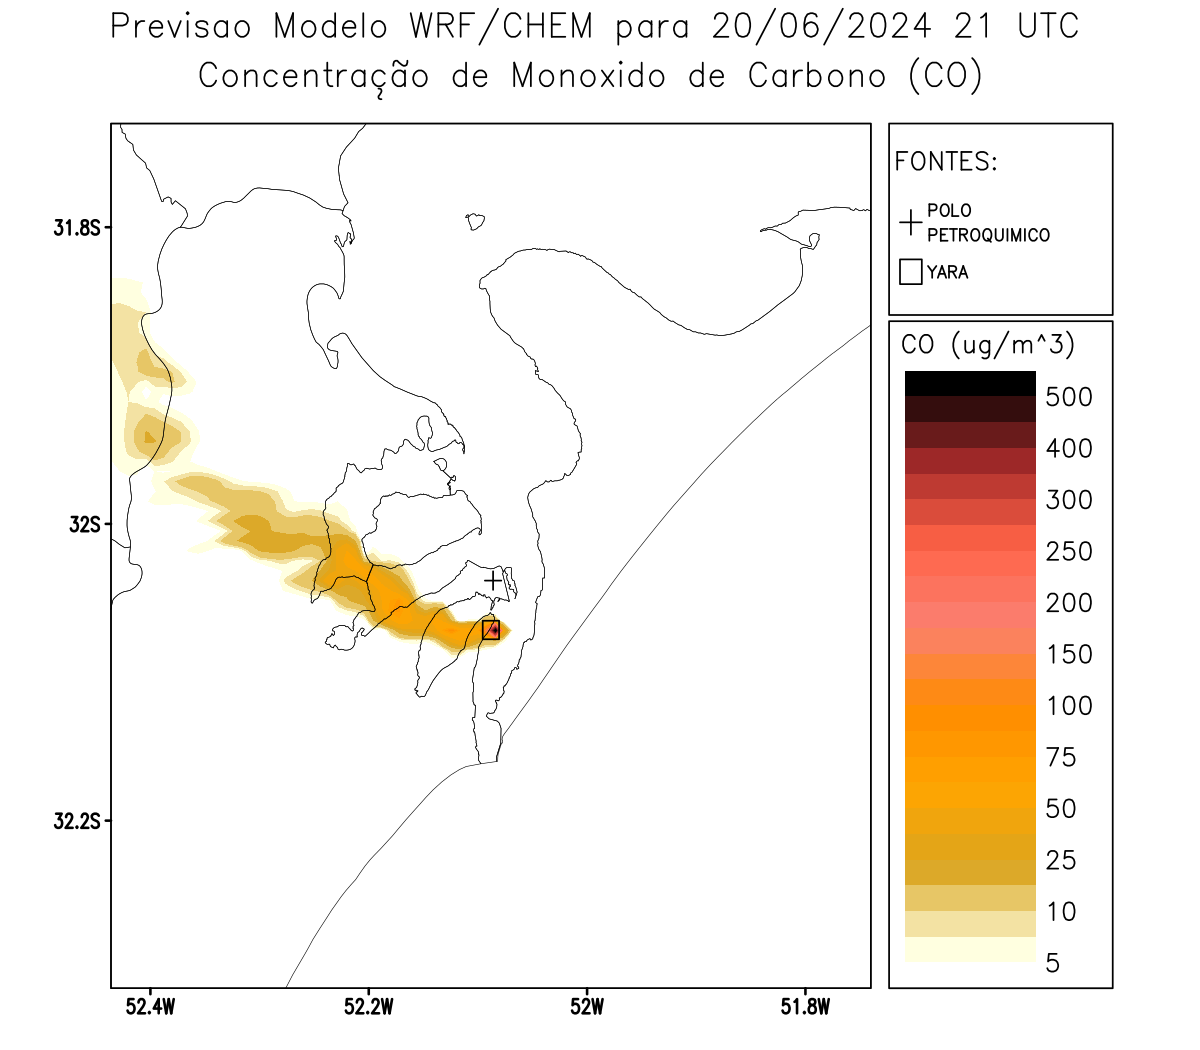 Previsao Modelo WRF/CHEM para 20/06/2024 21 UTC
Concentração de Monoxido de Carbono (CO)
FONTES:
POLO
PETROQUIMICO
YARA
CO (ug/m^3)
500
400
300
250
200
150
100
75
50
25
10
5
31.8S
32S
32.2S
52.4W
52.2W
52W
51.8W